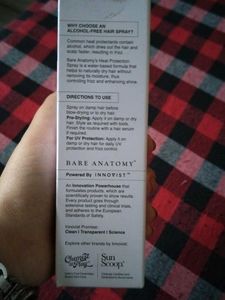 WHY CHOOSE AN
ALCOHOL-FREE HAIR SPRAY?
Common heat protectants contain
alcohol, which dries out the hair and
scalp faster, resulting in frizz.
Bare Anatomy's Heat Protection
Spray is a water-based formula that
helps to naturally dry hair without
removing its moisture, thus
controlling frizz and enhancing shine.
DIRECTIONS TO USE
Spray on damp hair before
blow-drying or to dry hair
Pre-Drying: Apply it on damp or dry
hair. Style as required with tools.
Finish the routine with a hair serum
if required.
For UV Protection: Apply it on damp
or dry hair for daily UV
protection and frizz control
BARE ANATOMY
Powered By INNOVIST™
An Innovation Powerhouse that
formulates products, which are
scientifically proven to show results
Every product goes through
extensive testing and clinical trials,
and adheres to the European
Standards of Safety.
Innovist Promise:
Clean | Transparent | Science
Explore other brands by Innovist:
Chemist at Play
Sun Scoop